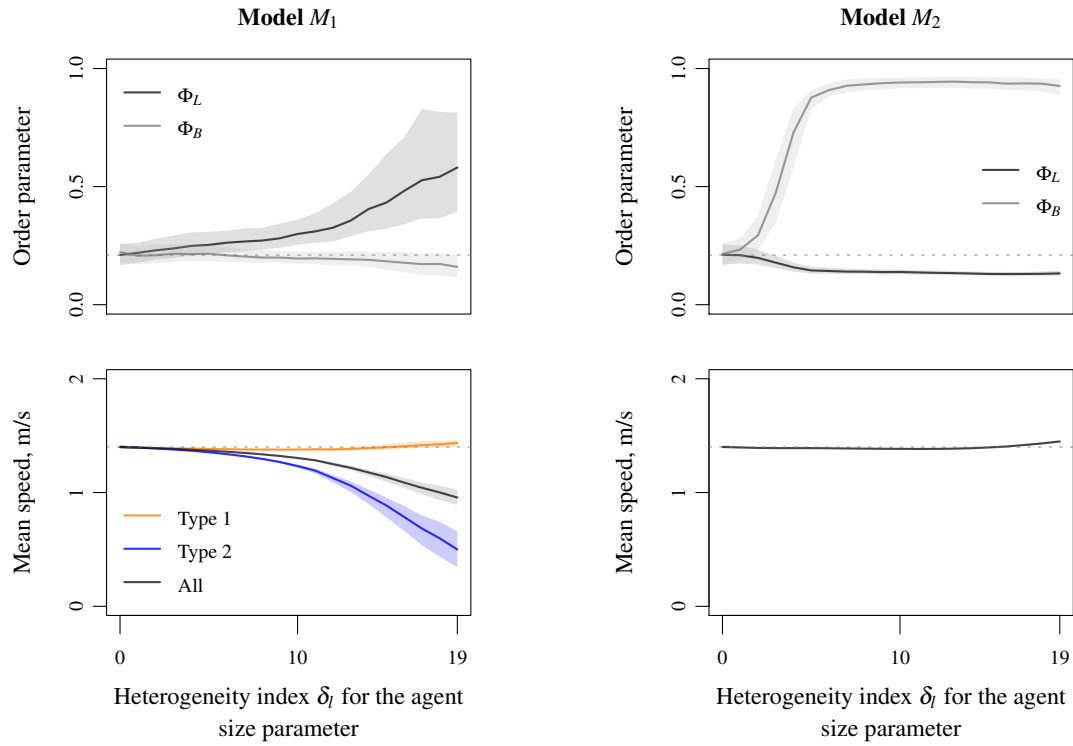 Model M1
Model M2
Order parameter
1.0
0.5
0.0
ΦL
ΦB
Order parameter
1.0
0.5
0.0
ΦL
ΦB
Mean speed, m/s
2
1
0
Type 1
Type 2
All
0
10
19
Heterogeneity index δl for the agent
size parameter
Mean speed, m/s
2
1
0
0
10
19
Heterogeneity index δl for the agent
size parameter